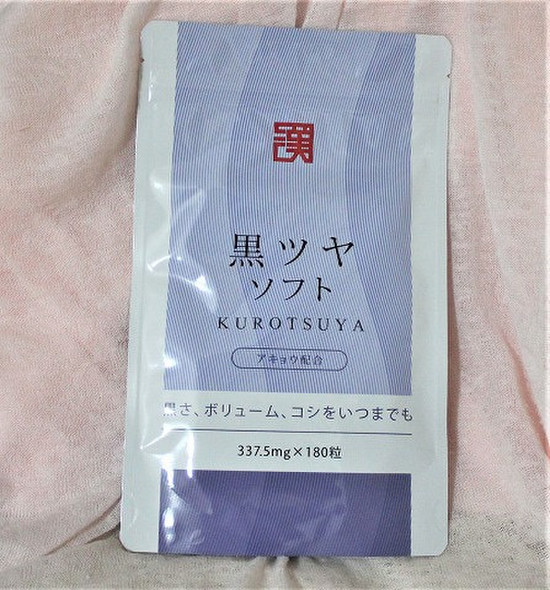 黒ツヤ
ソフト
KUROTSUYA
アキョウ配合
黒さ、ボリューム、コシをいつまでも
337.5mg×180粒